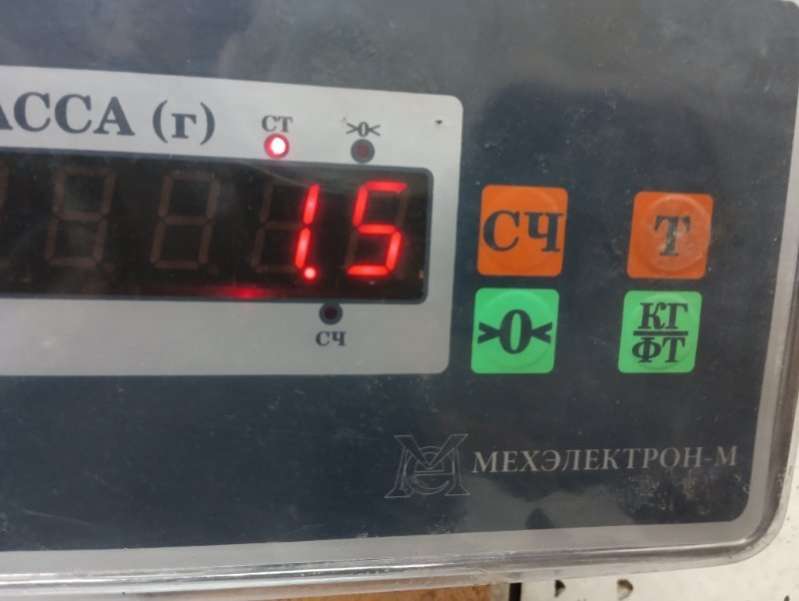 АССА (г)
СТ
>0<
1.5
СЧ
СЧ
Т
>0<
КГ
ФТ
МЕХЭЛЕКТРОН-М